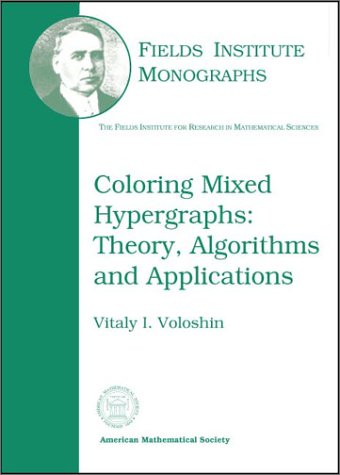 Fields Institute
Monographs
The Fields Institute for Research in Mathematical Sciences
Coloring Mixed
Hypergraphs:
Theory, Algorithms
and Applications
Vitaly I. Voloshin
American Mathematical Society